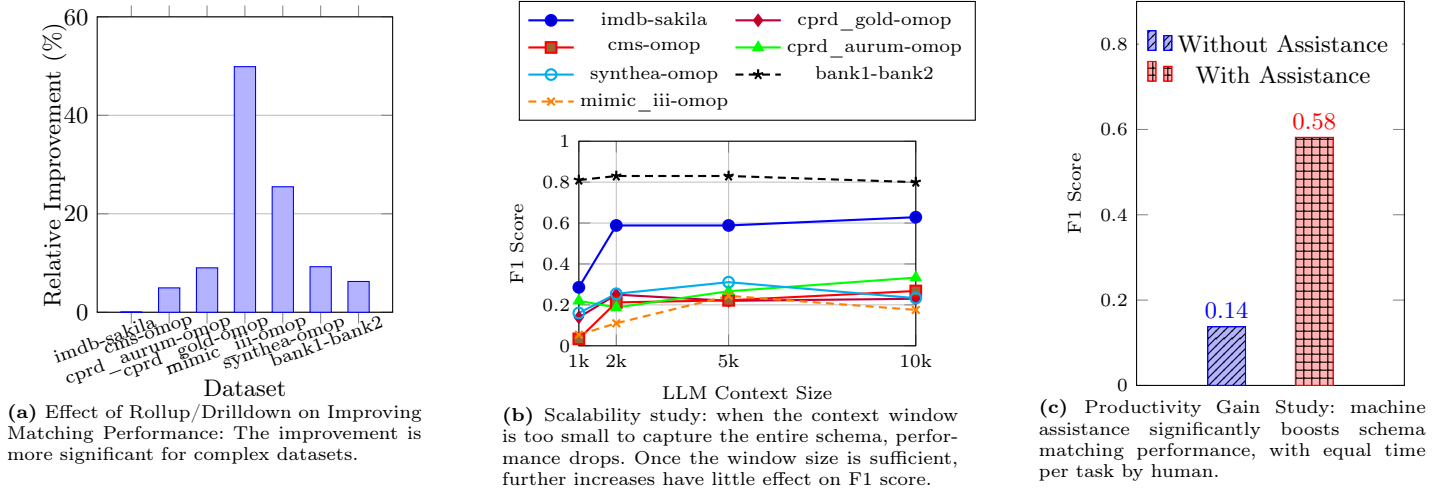 60
40
20
0
Relative Improvement (%)
imdb-sakila
cms-omop
cprd_aurum-omop
cprd_gold-omop
mimic_iii-omop
synthea-omop
bank1-bank2
Dataset
(a) Effect of Rollup/Drilldown on Improving
Matching Performance: The improvement is
more significant for complex datasets.
imdb-sakila
cprd_gold-omop
cms-omop
cprd_aurum-omop
synthea-omop
bank1-bank2
mimic_iii-omop
1
0.8
0.6
0.4
0.2
0
F1 Score
1k 2k 5k 10k
LLM Context Size
(b) Scalability study: when the context window
is too small to capture the entire schema, perfor-
mance drops. Once the window size is sufficient,
further increases have little effect on F1 score.
Without Assistance
With Assistance
0.8
0.6
0.4
0.2
0
F1 Score
0.14
0.58
(c) Productivity Gain Study: machine
assistance significantly boosts schema
matching performance, with equal time
per task by human.